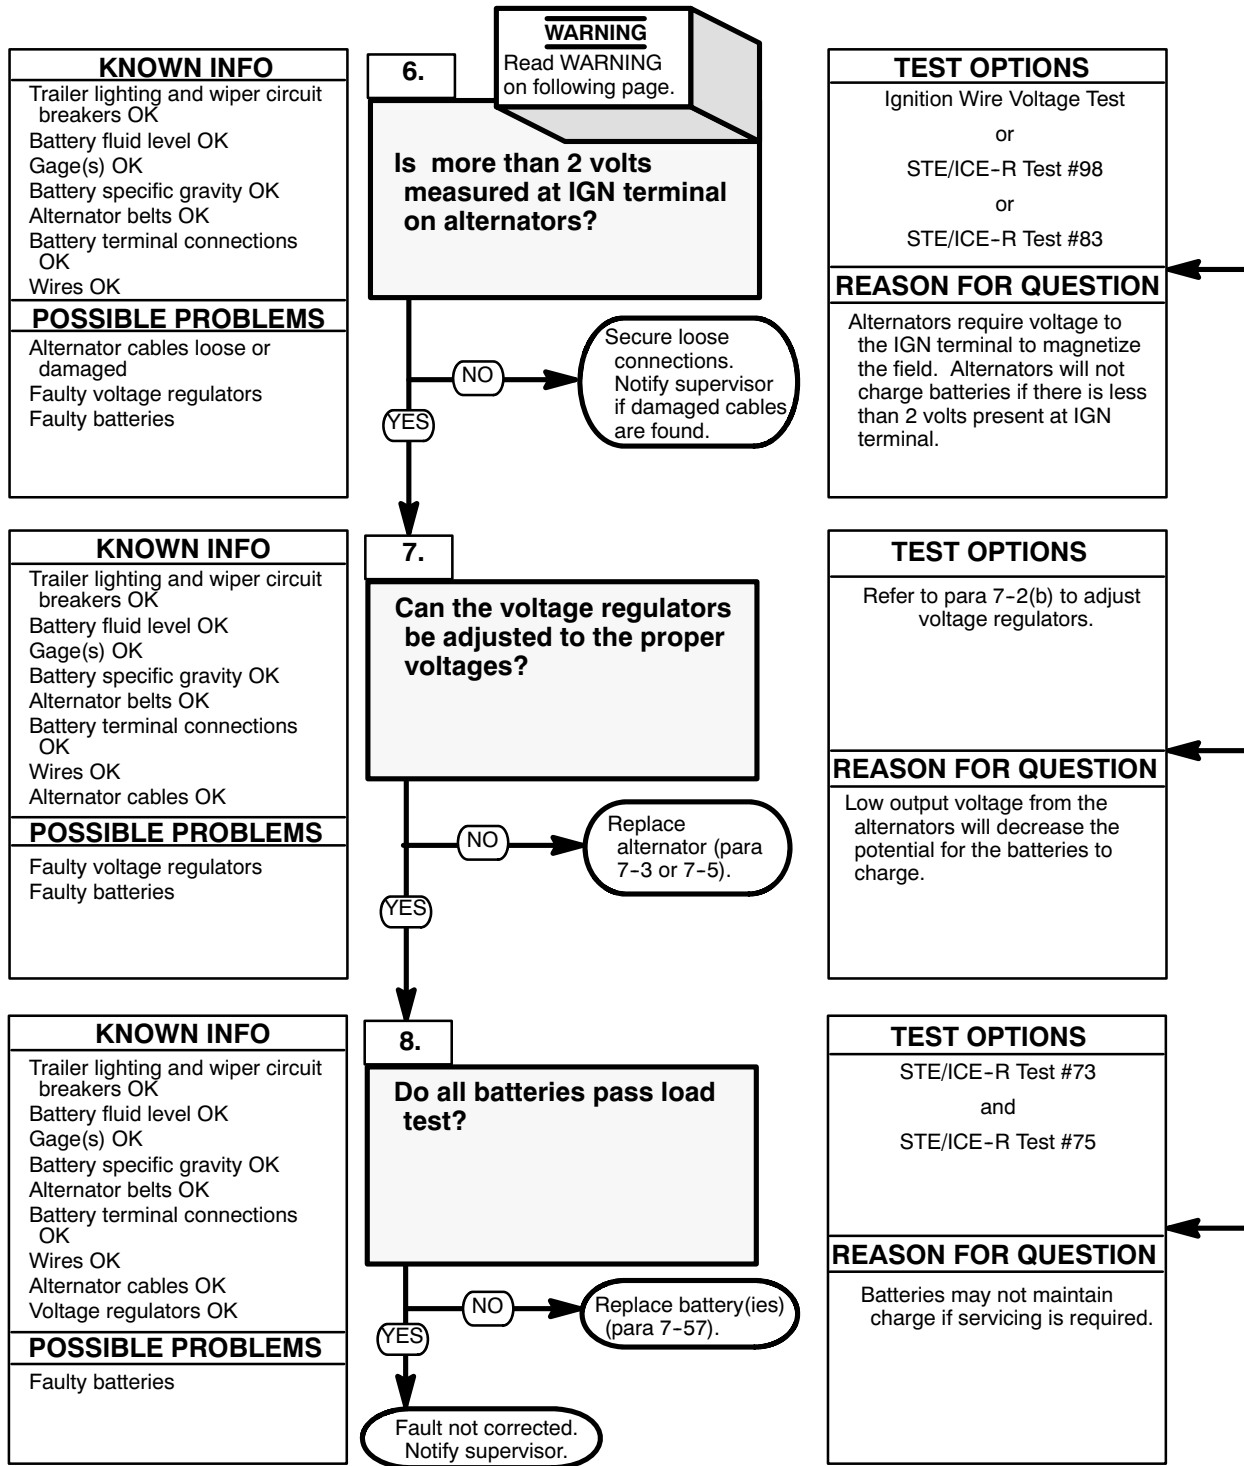 WARNING
Read WARNING
on following page.
KNOWN INFO
Trailer lighting and wiper circuit
breakers OK
Battery fluid level OK
Gage(s) OK
Battery specific gravity OK
Alternator belts OK
Battery terminal connections
OK
Wires OK
POSSIBLE PROBLEMS
Alternator cables loose or
damaged
Faulty voltage regulators
Faulty batteries
6.
Is more than 2 volts
measured at IGN terminal
on alternators?
NO
Secure loose
connections.
Notify supervisor
if damaged cables
are found.
YES
TEST OPTIONS
Ignition Wire Voltage Test
or
STE/ICE-R Test #98
or
STE/ICE-R Test #83
REASON FOR QUESTION
Alternators require voltage to
the IGN terminal to magnetize
the field. Alternators will not
charge batteries if there is less
than 2 volts present at IGN
terminal.
KNOWN INFO
Trailer lighting and wiper circuit
breakers OK
Battery fluid level OK
Gage(s) OK
Battery specific gravity OK
Alternator belts OK
Battery terminal connections
OK
Wires OK
Alternator cables OK
POSSIBLE PROBLEMS
Faulty voltage regulators
Faulty batteries
7.
Can the voltage regulators
be adjusted to the proper
voltages?
NO
Replace
alternator (para
7-3 or 7-5).
YES
TEST OPTIONS
Refer to para 7-2(b) to adjust
voltage regulators.
REASON FOR QUESTION
Low output voltage from the
alternators will decrease the
potential for the batteries to
charge.
KNOWN INFO
Trailer lighting and wiper circuit
breakers OK
Battery fluid level OK
Gage(s) OK
Battery specific gravity OK
Alternator belts OK
Battery terminal connections
OK
Wires OK
Alternator cables OK
Voltage regulators OK
POSSIBLE PROBLEMS
Faulty batteries
8.
Do all batteries pass load
test?
NO
Replace battery(ies)
(para 7-57).
YES
Fault not corrected.
Notify supervisor.
TEST OPTIONS
STE/ICE-R Test #73
and
STE/ICE-R Test #75
REASON FOR QUESTION
Batteries may not maintain
charge if servicing is required.